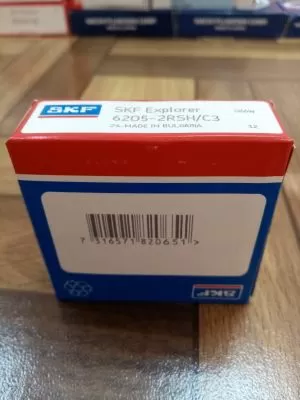 SKF
SKF Explorer
6205-2RSH/C3
ZA-MADE IN BULGARIA
12
7 316571 820651 >
SKF